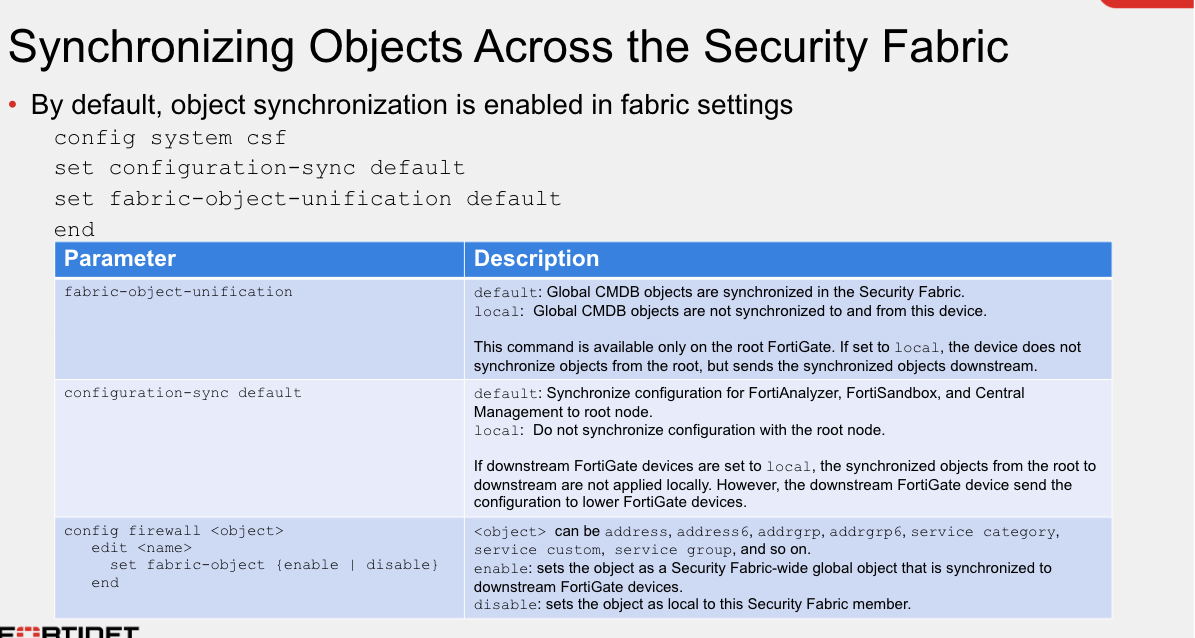 Synchronizing Objects Across the Security Fabric
• By default, object synchronization is enabled in fabric settings
config system csf
set configuration-sync default
set fabric-object-unification default
end
Parameter
Description
fabric-object-unification
default: Global CMDB objects are synchronized in the Security Fabric.
local: Global CMDB objects are not synchronized to and from this device.
This command is available only on the root FortiGate. If set to local, the device does not
synchronize objects from the root, but sends the synchronized objects downstream.
configuration-sync default
default: Synchronize configuration for FortiAnalyzer, FortiSandbox, and Central
Management to root node.
local: Do not synchronize configuration with the root node.
If downstream FortiGate devices are set to local, the synchronized objects from the root to
downstream are not applied locally. However, the downstream FortiGate device send the
configuration to lower FortiGate devices.
config firewall <object>
edit <name>
set fabric-object {enable | disable}
end
<object> can be address, address6, addrgrp, addrgrp6, service category,
service custom, service group, and so on.
enable: sets the object as a Security Fabric-wide global object that is synchronized to
downstream FortiGate devices.
disable: sets the object as local to this Security Fabric member.
FORTINET